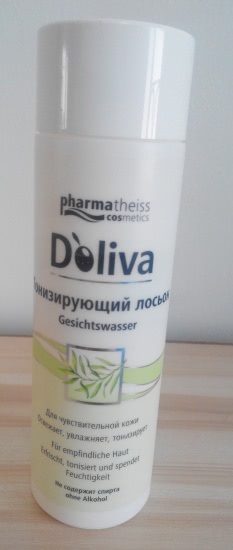 pharmatheiss
cosmetics
D'oliva
тонизирующий лосьон
Gesichtswasser
Для чувствительной кожи
Освежает, увлажняет, тонизирует
Für empfindliche Haut
Erfrischt, tonisiert und spendet
Feuchtigkeit
Не содержит спирта
ohne Alkohol